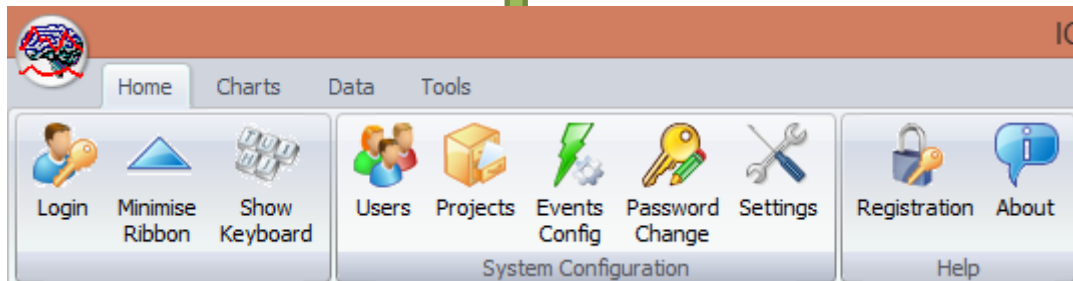 IC
Home Charts Data Tools
Login Minimise Ribbon Show Keyboard Users Projects Events Config Password Change Settings Registration About
System Configuration Help